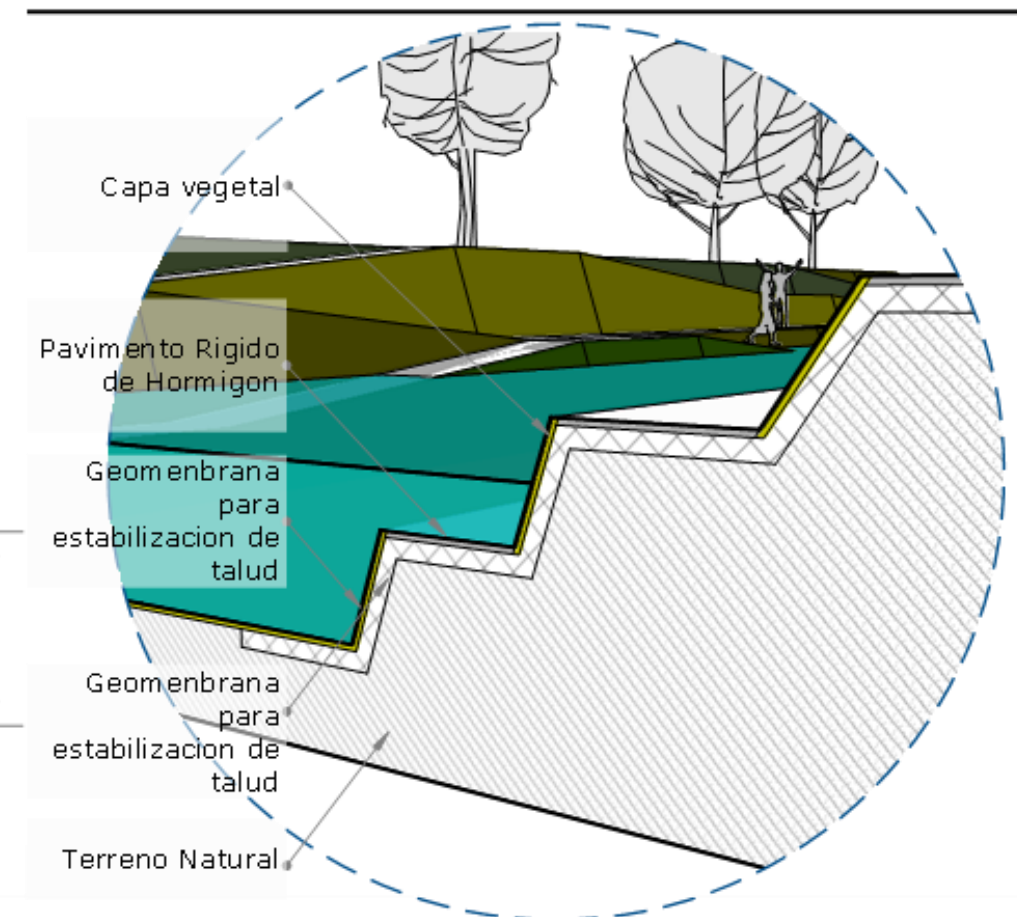 Capa vegetal
Pavimento Rigido
de Hormigon
Geomenbrana
para
estabilizacion de
talud
Geomenbrana
para
estabilizacion de
talud
Terreno Natural